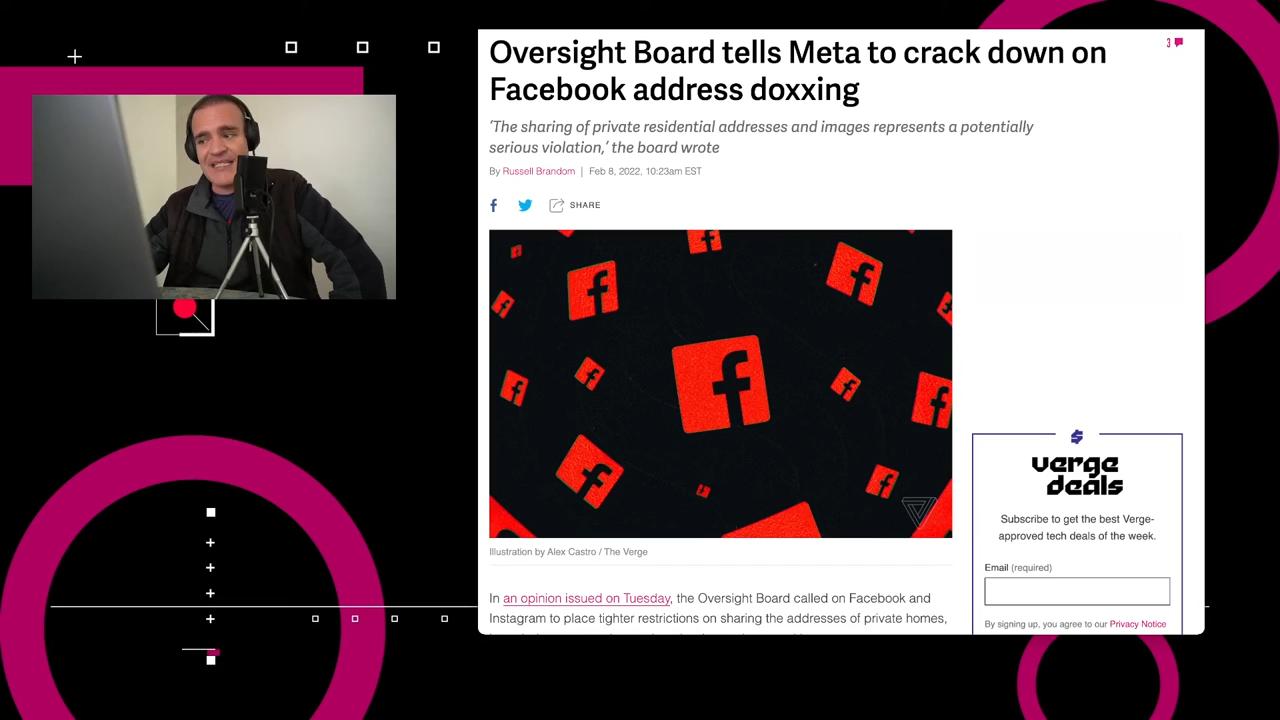 Oversight Board tells Meta to crack down on
Facebook address doxxing
3
'The sharing of private residential addresses and images represents a potentially
serious violation,' the board wrote
By Russell Brandom | Feb 8, 2022, 10:23am EST
SHARE
Illustration by Alex Castro / The Verge
In an opinion issued on Tuesday, the Oversight Board called on Facebook and
Instagram to place tighter restrictions on sharing the addresses of private homes,
verge
deals
Subscribe to get the best Verge-
approved tech deals of the week.
Email (required)
By signing up, you agree to our Privacy Notice